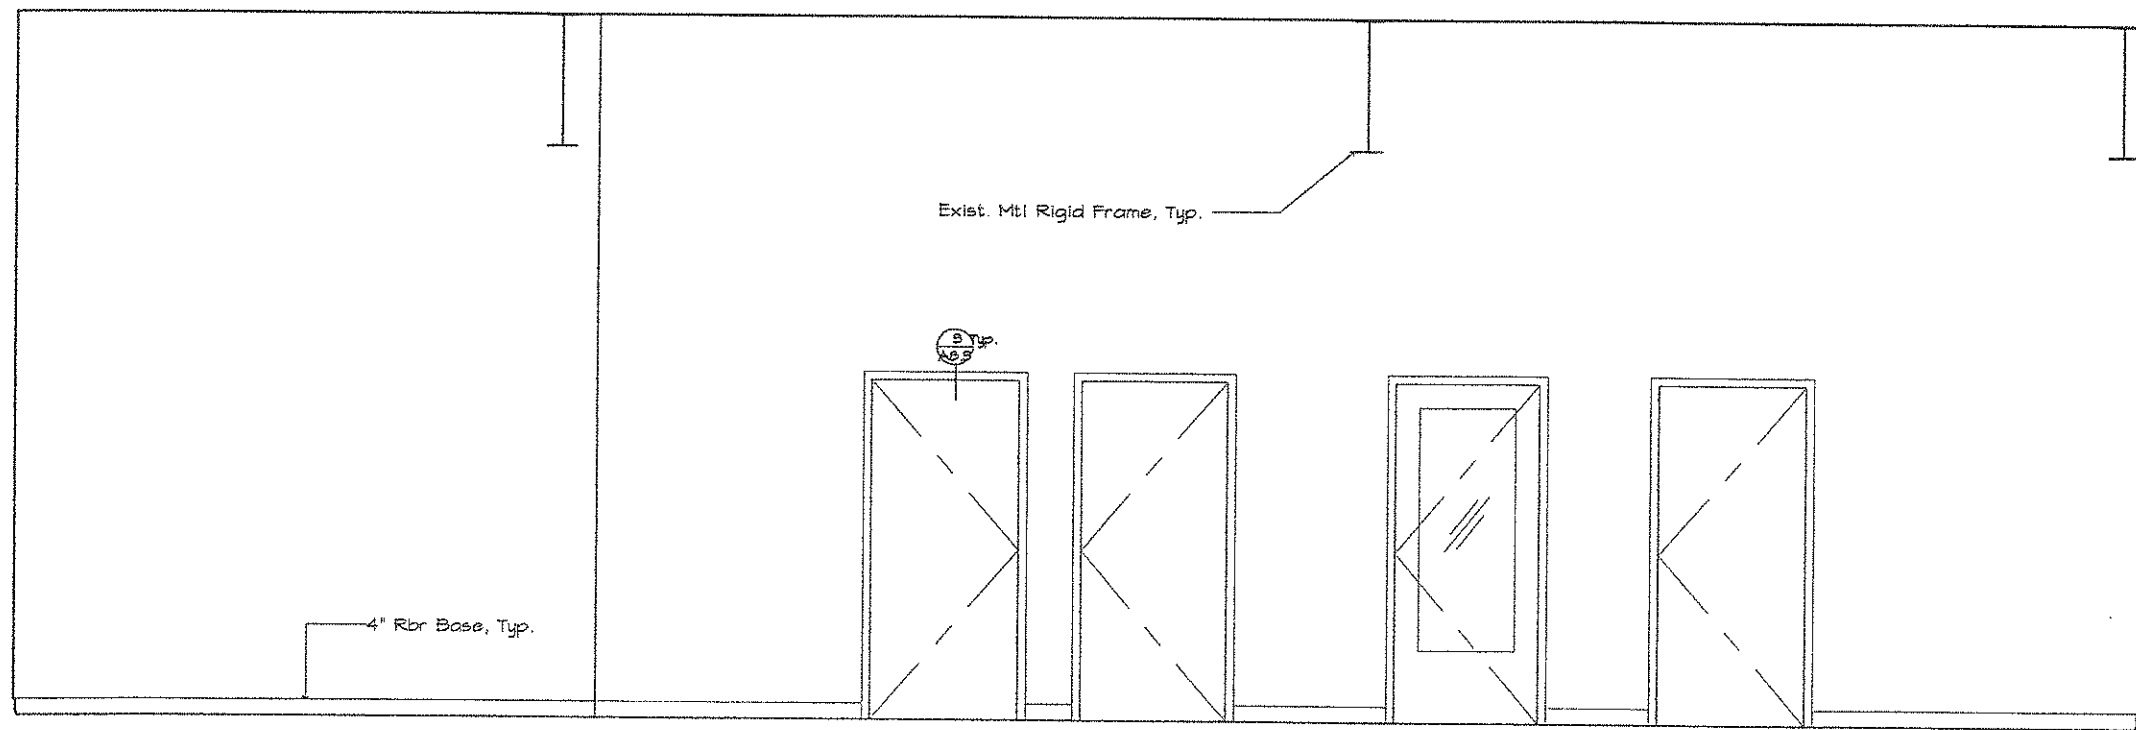 Exist. Mtl Rigid Frame, Typ.
Typ.
4" Rbr Base, Typ.